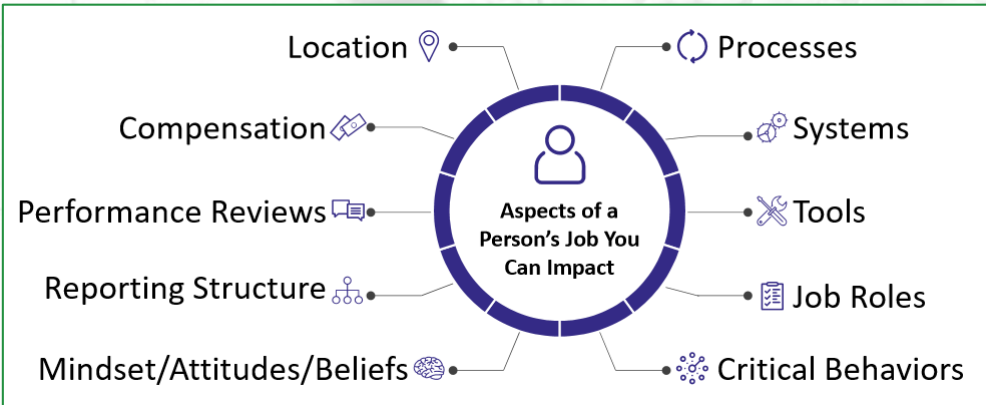 Location
Processes
Compensation
Systems
Performance Reviews
Tools
Reporting Structure
Job Roles
Mindset/Attitudes/Beliefs
Critical Behaviors
Aspects of a
Person's Job You
Can Impact